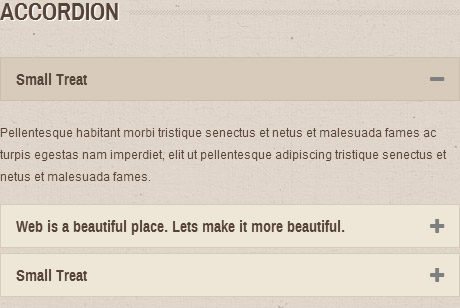 ACCORDION
Small Treat
Pellentesque habitant morbi tristique senectus et netus et malesuada fames ac
turpis egestas nam imperdiet, elit ut pellentesque adipiscing tristique senectus et
netus et malesuada fames.
Web is a beautiful place. Lets make it more beautiful.
Small Treat